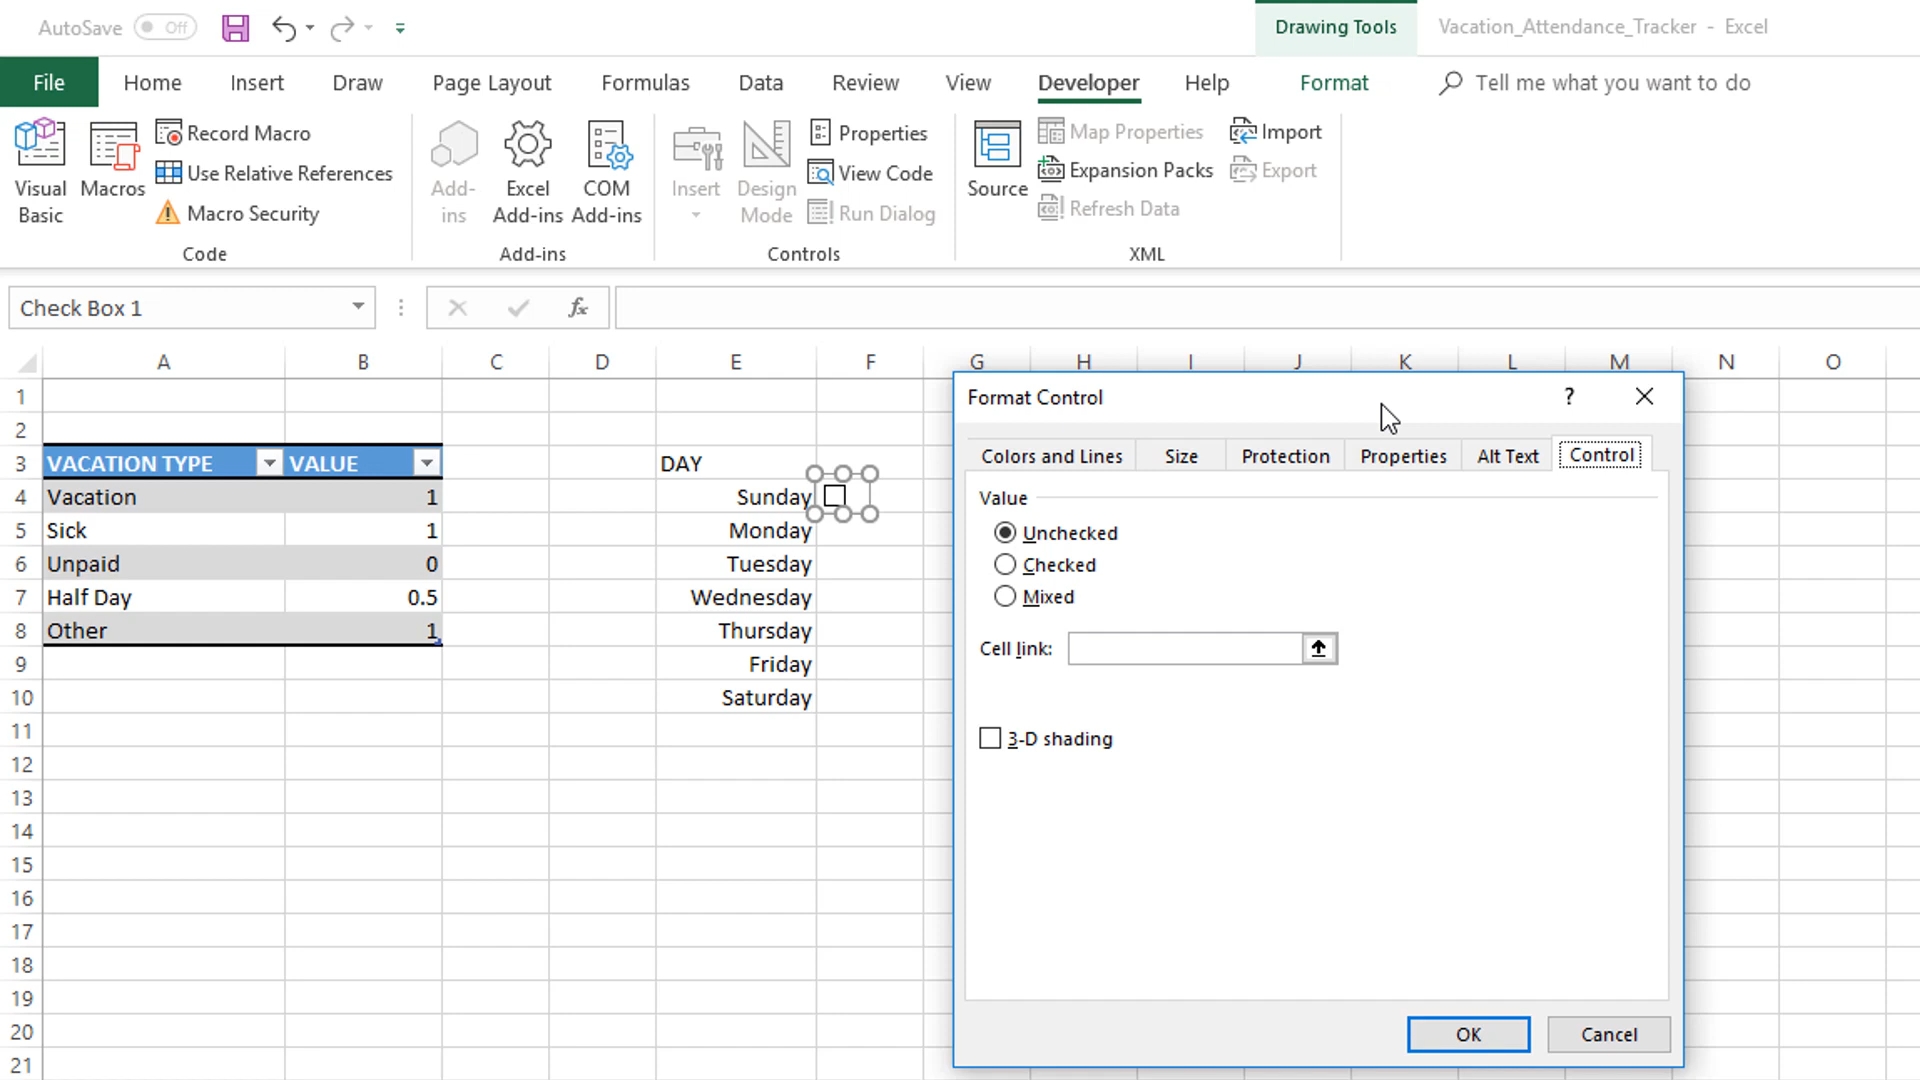 AutoSave Off
Drawing Tools
Vacation_Attendance_Tracker - Excel
File Home Insert Draw Page Layout Formulas Data Review View Developer Help Format Tell me what you want to do
Visual Basic
Macros
Record Macro
Use Relative References
Macro Security
Code
Add-ins
Excel Add-ins
COM Add-ins
Add-ins
Insert
Design Mode
Properties
View Code
Run Dialog
Controls
Source
Map Properties
Expansion Packs
Refresh Data
Import
Export
XML
Check Box 1
fx
A B C D E F G H I J K L M N O
1
2
3 VACATION TYPE VALUE DAY
4 Vacation 1 Sunday
5 Sick 1 Monday
6 Unpaid 0 Tuesday
7 Half Day 0.5 Wednesday
8 Other 1 Thursday
9 Friday
10 Saturday
11
12
13
14
15
16
17
18
19
20
21
Format Control ?
Colors and Lines Size Protection Properties Alt Text Control
Value
Unchecked
Checked
Mixed
Cell link:
3-D shading
OK Cancel